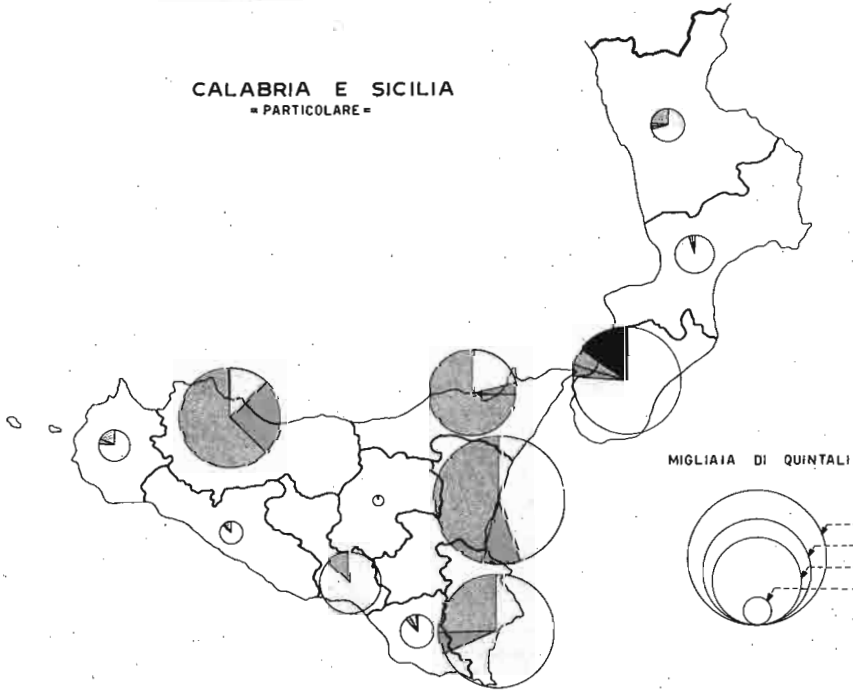 CALABRIA E SICILIA
= PARTICOLARE =
MIGLIAIA DI QUINTALI